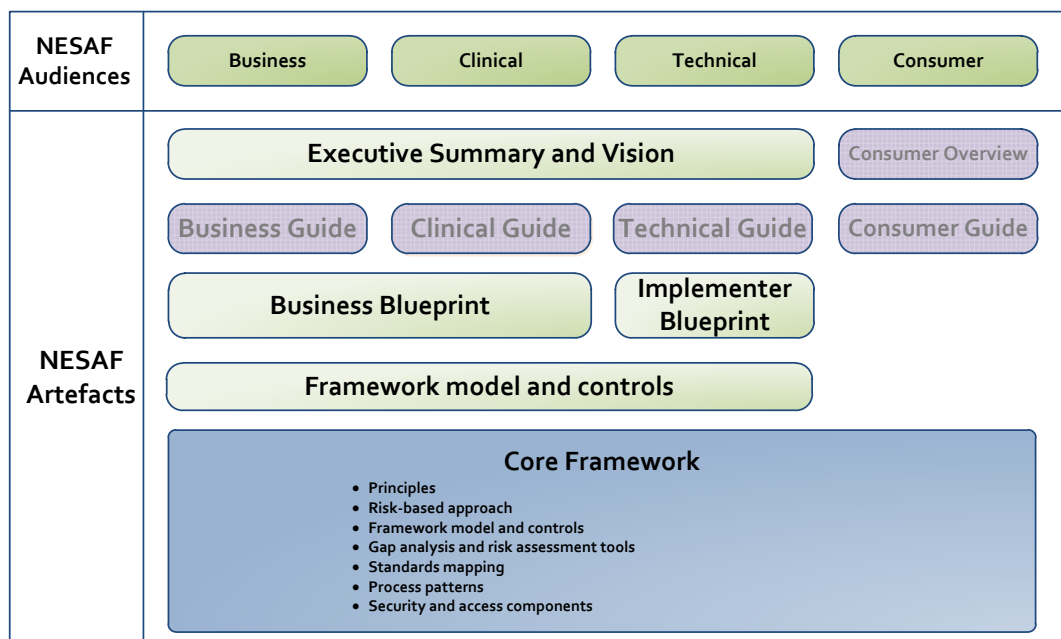 NESAF
Audiences
Business
Clinical
Technical
Consumer
Executive Summary and Vision
Consumer Overview
Business Guide
Clinical Guide
Technical Guide
Consumer Guide
Business Blueprint
Implementer
Blueprint
NESAF
Artefacts
Framework model and controls
Core Framework
• Principles
• Risk-based approach
• Framework model and controls
• Gap analysis and risk assessment tools
• Standards mapping
• Process patterns
• Security and access components